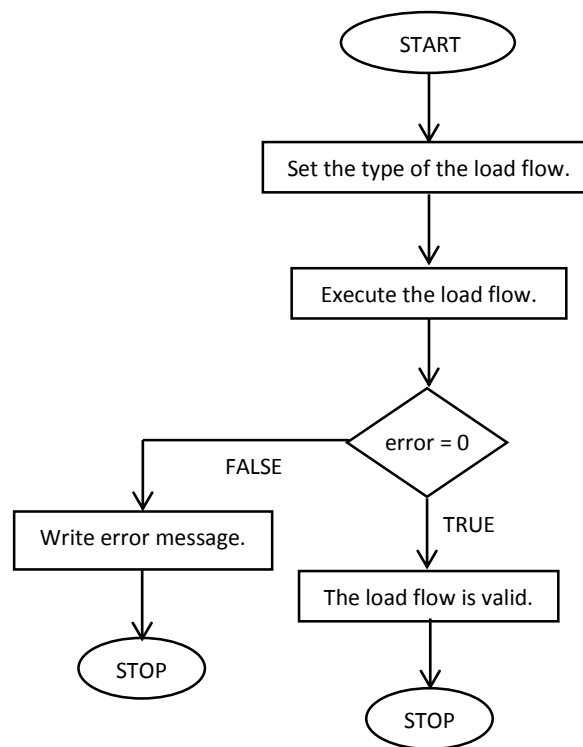 START
Set the type of the load flow.
Execute the load flow.
error = 0
FALSE
TRUE
Write error message.
The load flow is valid.
STOP
STOP